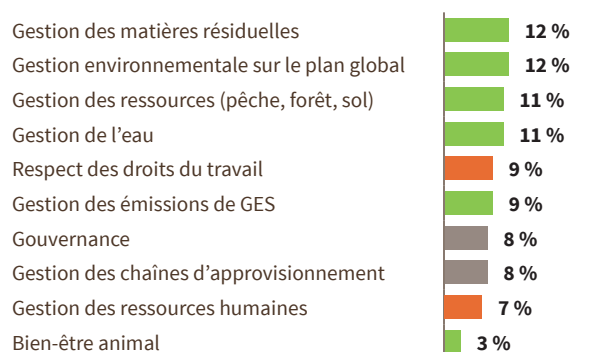 Gestion des matières résiduelles 12 %
Gestion environnementale sur le plan global 12 %
Gestion des ressources (pêche, forêt, sol) 11 %
Gestion de l’eau 11 %
Respect des droits du travail 9 %
Gestion des émissions de GES 9 %
Gouvernance 8 %
Gestion des chaînes d’approvisionnement 8 %
Gestion des ressources humaines 7 %
Bien-être animal 3 %